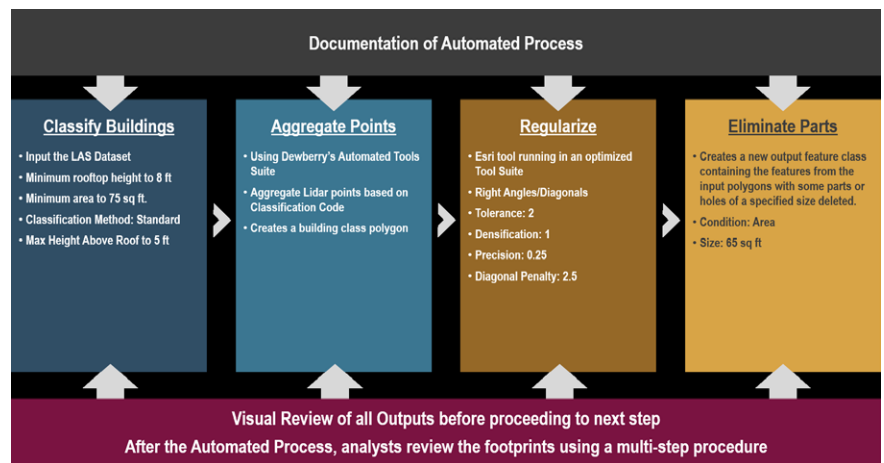 Documentation of Automated Process
Classify Buildings
• Input the LAS Dataset
• Minimum rooftop height to 8 ft
• Minimum area to 75 sq ft.
• Classification Method: Standard
• Max Height Above Roof to 5 ft
Aggregate Points
• Using Dewberry's Automated Tools
Suite
• Aggregate Lidar points based on
Classification Code
• Creates a building class polygon
Regularize
• Esri tool running in an optimized
Tool Suite
• Right Angles/Diagonals
• Tolerance: 2
• Densification: 1
• Precision: 0.25
• Diagonal Penalty: 2.5
Eliminate Parts
• Creates a new output feature class
containing the features from the
input polygons with some parts or
holes of a specified size deleted.
• Condition: Area
• Size: 65 sq ft
Visual Review of all Outputs before proceeding to next step
After the Automated Process, analysts review the footprints using a multi-step procedure